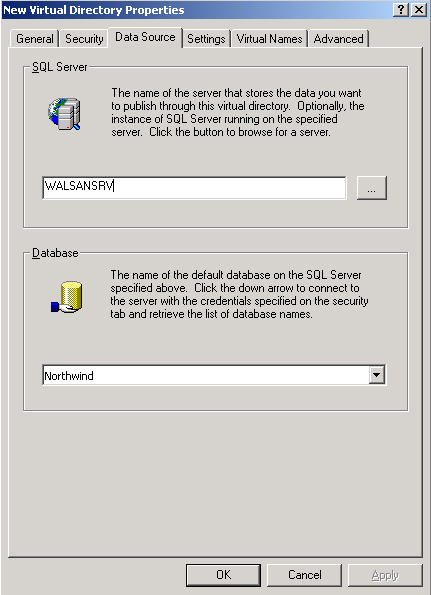 New Virtual Directory Properties
General Security Data Source Settings Virtual Names Advanced
SQL Server
The name of the server that stores the data you want
to publish through this virtual directory. Optionally, the
instance of SQL Server running on the specified
server. Click the button to browse for a server.
WALSANSRV
...
Database
The name of the default database on the SQL Server
specified above. Click the down arrow to connect to
the server with the credentials specified on the security
tab and retrieve the list of database names.
Northwind
OK Cancel Apply